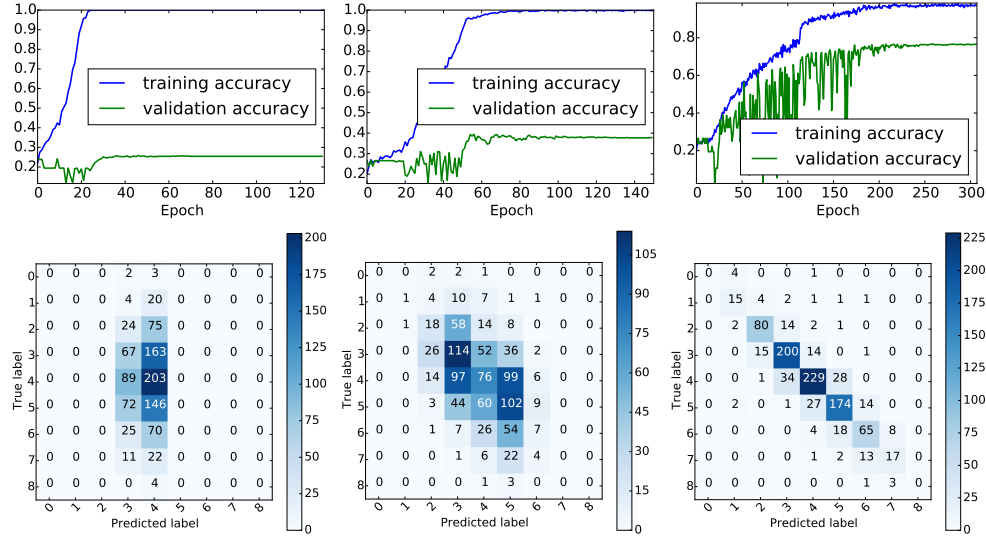 1.0
0.9
0.8
0.7
0.6
0.5
0.4
0.3
0.2
training accuracy
validation accuracy
0 20 40 60 80 100 120
Epoch
1.0
0.9
0.8
0.7
0.6
0.5
0.4
0.3
0.2
training accuracy
validation accuracy
0 20 40 60 80 100 120 140
Epoch
0.8
0.6
0.4
0.2
training accuracy
validation accuracy
0 50 100 150 200 250 300
Epoch
True label
0 0 0 0 2 3 0 0 0 0
1 0 0 0 4 20 0 0 0 0
2 0 0 0 24 75 0 0 0 0
3 0 0 0 67 163 0 0 0 0
4 0 0 0 89 203 0 0 0 0
5 0 0 0 72 146 0 0 0 0
6 0 0 0 25 70 0 0 0 0
7 0 0 0 11 22 0 0 0 0
8 0 0 0 0 4 0 0 0 0
0 1 2 3 4 5 6 7 8
Predicted label
200
175
150
125
100
75
50
25
0
True label
0 0 0 2 2 1 0 0 0 0
1 0 1 4 10 7 1 1 0 0
2 0 1 18 58 14 8 0 0 0
3 0 0 26 114 52 36 2 0 0
4 0 0 14 97 76 99 6 0 0
5 0 0 3 44 60 102 9 0 0
6 0 0 1 7 26 54 7 0 0
7 0 0 0 1 6 22 4 0 0
8 0 0 0 0 1 3 0 0 0
0 1 2 3 4 5 6 7 8
Predicted label
105
90
75
60
45
30
15
0
True label
0 0 4 0 0 1 0 0 0 0
1 0 15 4 2 1 1 1 0 0
2 0 2 80 14 2 1 0 0 0
3 0 0 15 200 14 0 1 0 0
4 0 0 1 34 229 28 0 0 0
5 0 2 0 1 27 174 14 0 0
6 0 0 0 0 4 18 65 8 0
7 0 0 0 0 1 2 13 17 0
8 0 0 0 0 0 0 1 3 0
0 1 2 3 4 5 6 7 8
Predicted label
225
200
175
150
125
100
75
50
25
0